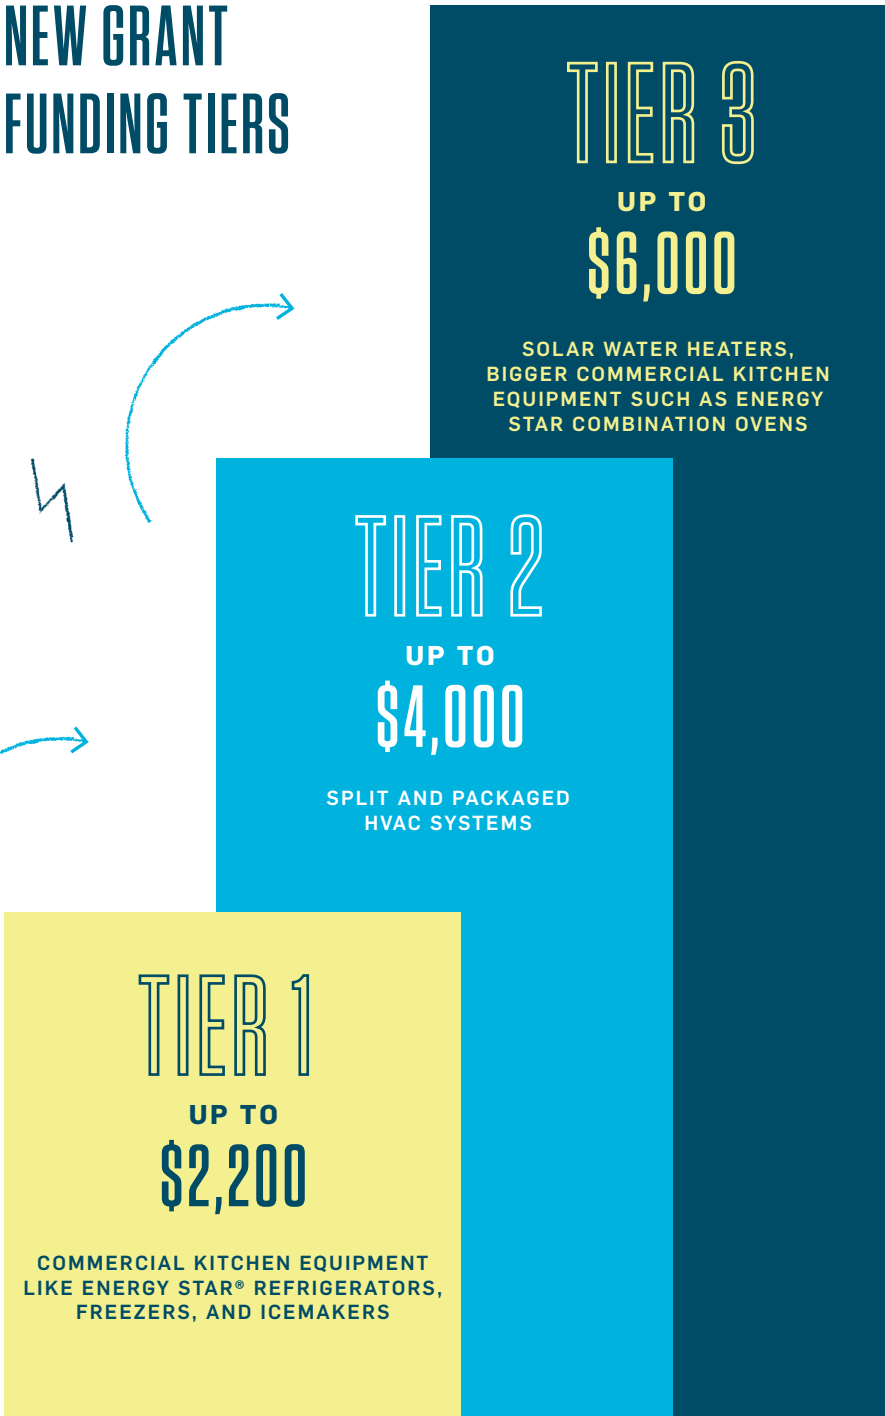 NEW GRANT
FUNDING TIERS
TIER 3
UP TO
$6,000
SOLAR WATER HEATERS,
BIGGER COMMERCIAL KITCHEN
EQUIPMENT SUCH AS ENERGY
STAR COMBINATION OVENS
TIER 2
UP TO
$4,000
SPLIT AND PACKAGED
HVAC SYSTEMS
TIER 1
UP TO
$2,200
COMMERCIAL KITCHEN EQUIPMENT
LIKE ENERGY STAR® REFRIGERATORS,
FREEZERS, AND ICEMAKERS